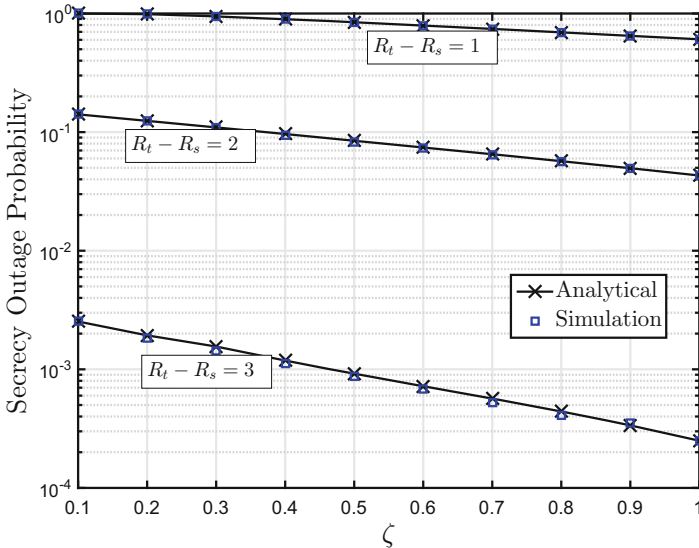 10^0
R_t − R_s = 1
10^-1
R_t − R_s = 2
10^-2
Analytical
Simulation
10^-3
R_t − R_s = 3
10^-4
0.1 0.2 0.3 0.4 0.5 0.6 0.7 0.8 0.9 1
ζ
Secrecy Outage Probability